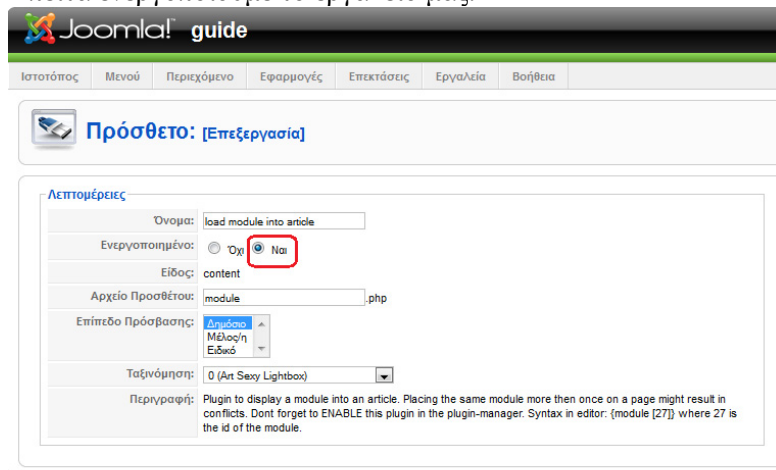 Joomla! guide
Ιστοτόπος Μενού Περιεχόμενο Εφαρμογές Επεκτάσεις Εργαλεία Βοήθεια
Πρόσθετο: [Επεξεργασία]
Λεπτομέρειες
Όνομα: load module into article
Ενεργοποιημένο: Όχι Ναι
Είδος: content
Αρχείο Προσθέτου: module .php
Επίπεδο Πρόσβασης: Δημόσιο
Μέλος/η
Ειδικό
Ταξινόμηση: 0 (Art Sexy Lightbox)
Περιγραφή: Plugin to display a module into an article. Placing the same module more then once on a page might result in
conflicts. Dont forget to ENABLE this plugin in the plugin-manager. Syntax in editor: {module [27]} where 27 is
the id of the module.